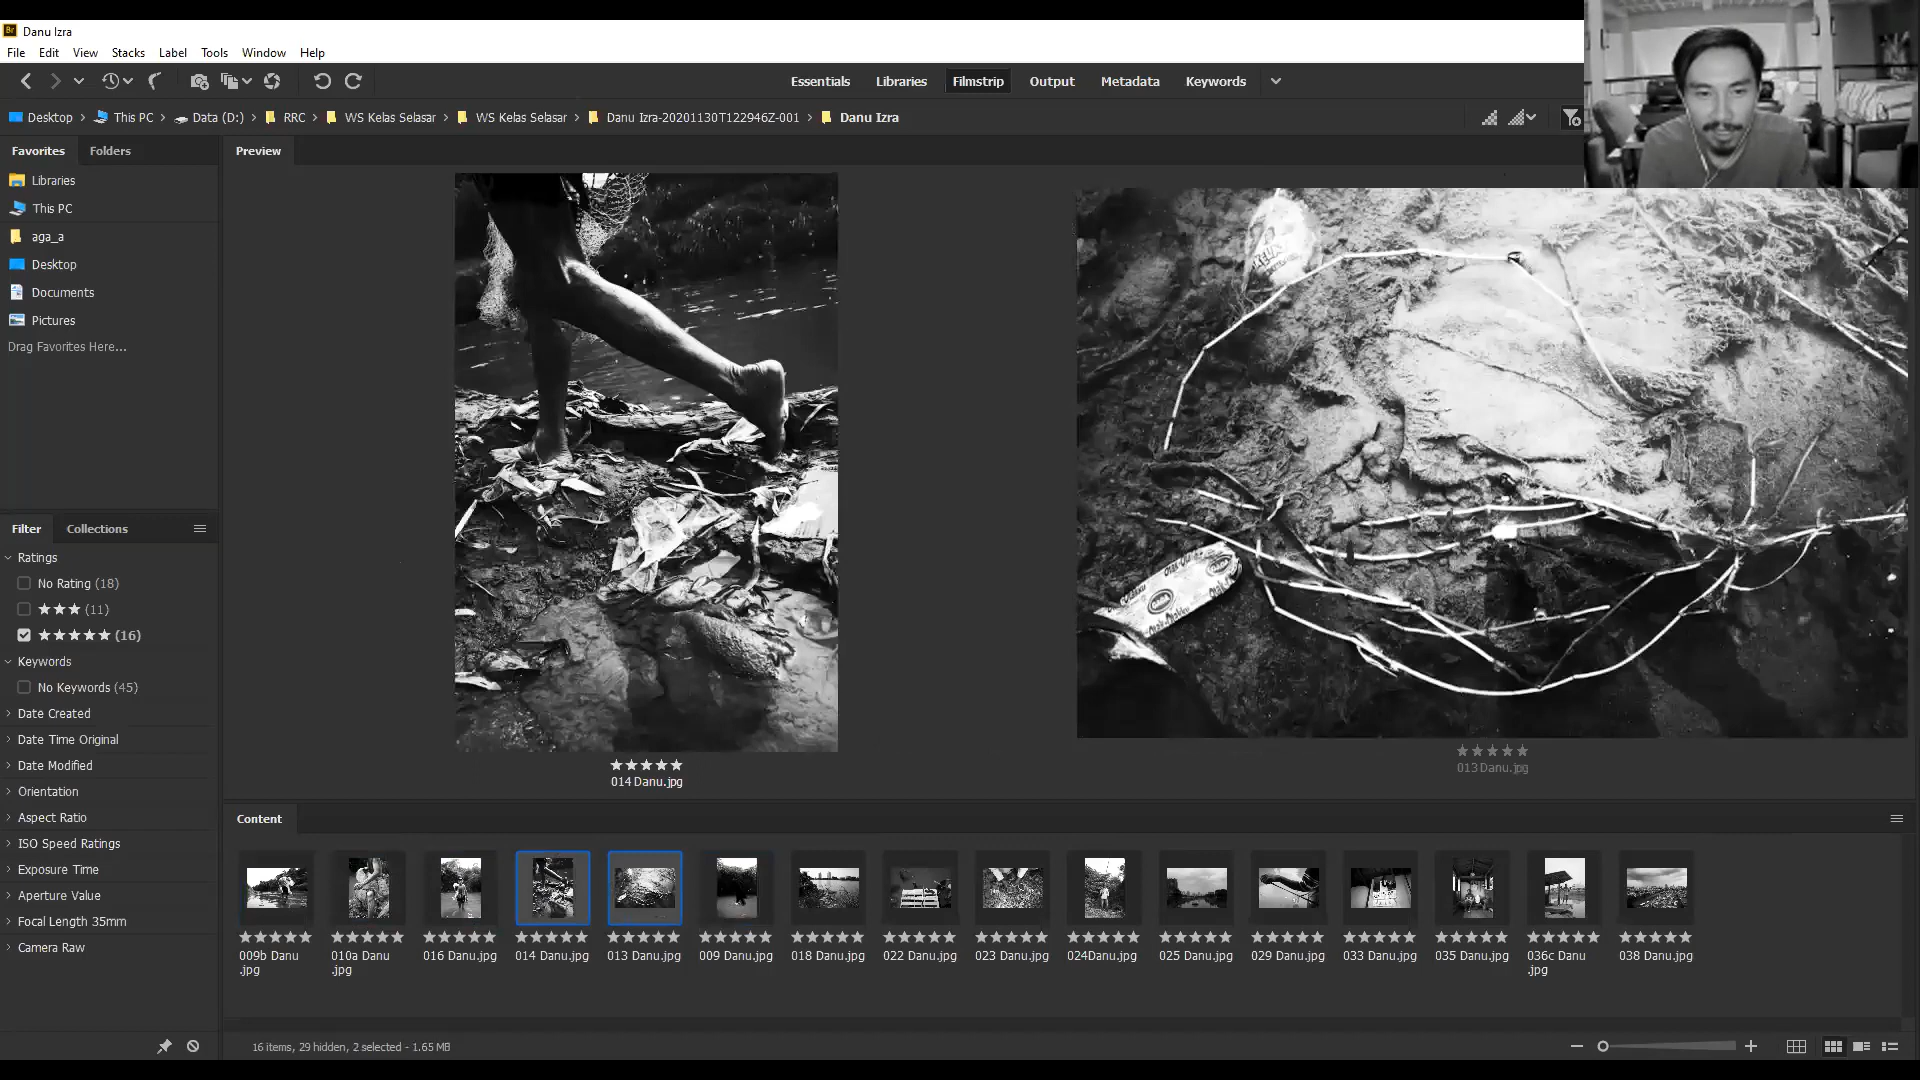 Br Danu Izra
File Edit View Stacks Label Tools Window Help
Essentials Libraries Filmstrip Output Metadata Keywords
Desktop This PC Data (D:) RRC WS Kelas Selasar WS Kelas Selasar Danu Izra-20201130T122946Z-001 Danu Izra
Favorites Folders
Libraries
This PC
aga_a
Desktop
Documents
Pictures
Drag Favorites Here...
Filter Collections
Ratings
No Rating (18)
★★★ (11)
★★★★★ (16)
Keywords
No Keywords (45)
Date Created
Date Time Original
Date Modified
Orientation
Aspect Ratio
ISO Speed Ratings
Exposure Time
Aperture Value
Focal Length 35mm
Camera Raw
Preview
★★★★★
014 Danu.jpg
★★★★★
013 Danu.jpg
Content
★★★★★ ★★★★★ ★★★★★ ★★★★★ ★★★★★ ★★★★★ ★★★★★ ★★★★★ ★★★★★ ★★★★★ ★★★★★ ★★★★★ ★★★★★ ★★★★★ ★★★★★ ★★★★★
009b Danu 010a Danu 016 Danu.jpg 014 Danu.jpg 013 Danu.jpg 009 Danu.jpg 018 Danu.jpg 022 Danu.jpg 023 Danu.jpg 024Danu.jpg 025 Danu.jpg 029 Danu.jpg 033 Danu.jpg 035 Danu.jpg 036c Danu 038 Danu.jpg
.jpg .jpg .jpg
16 items, 29 hidden, 2 selected - 1.65 MB